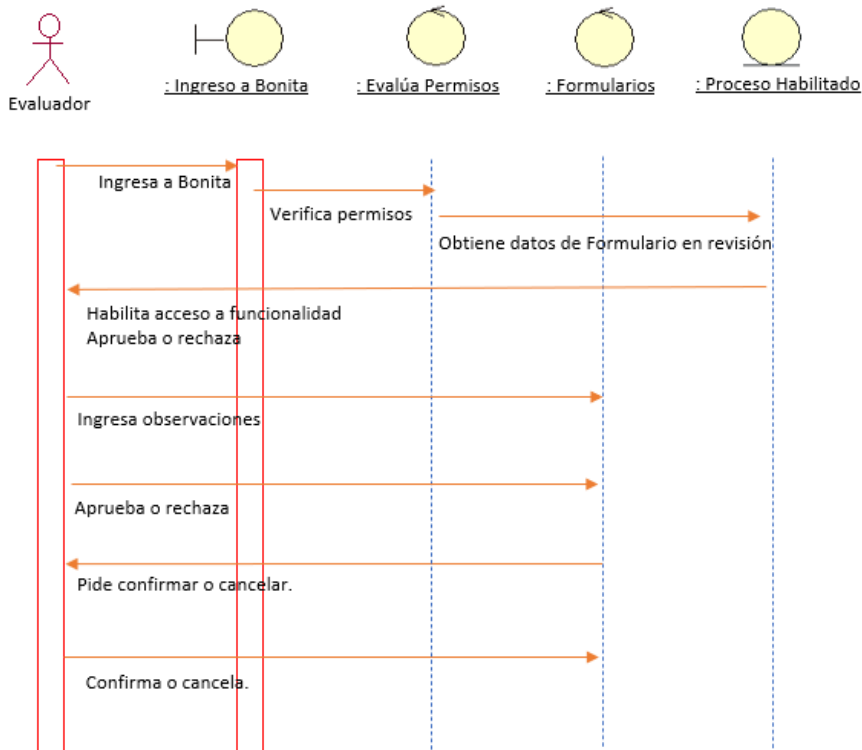 Evaluador
: Ingreso a Bonita
: Evalúa Permisos
: Formularios
: Proceso Habilitado
Ingresa a Bonita
Verifica permisos
Obtiene datos de Formulario en revisión
Habilita acceso a funcionalidad
Aprueba o rechaza
Ingresa observaciones
Aprueba o rechaza
Pide confirmar o cancelar.
Confirma o cancela.